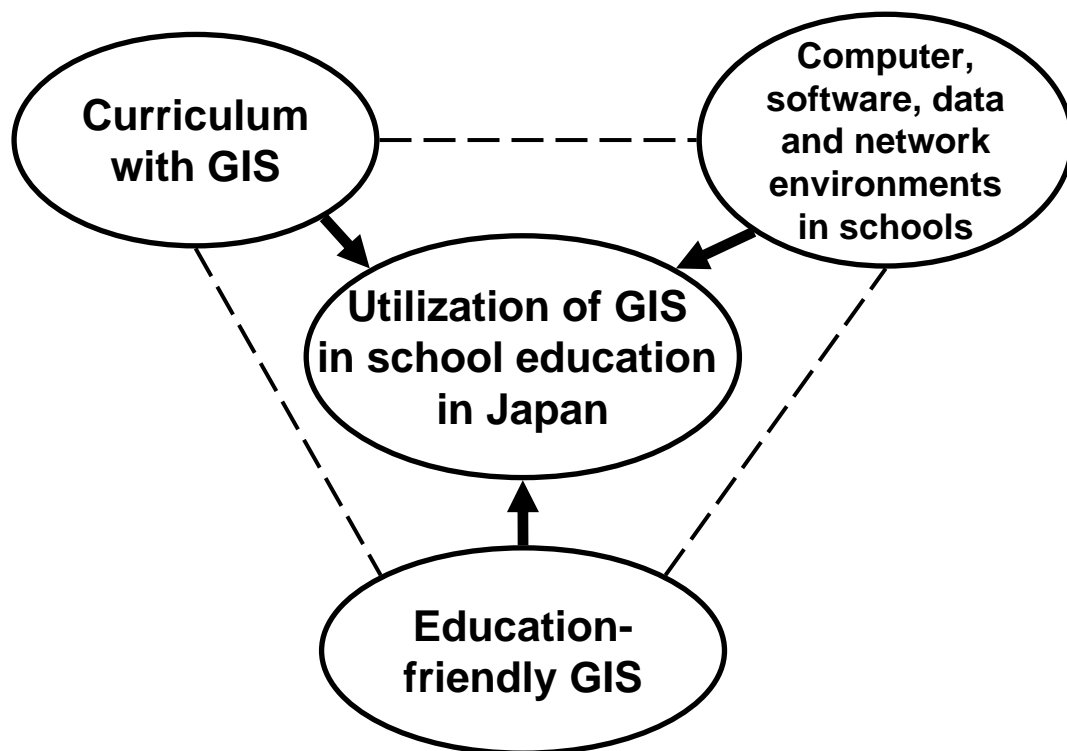 Curriculum
with GIS
Computer,
software, data
and network
environments
in schools
Utilization of GIS
in school education
in Japan
Education-
friendly GIS